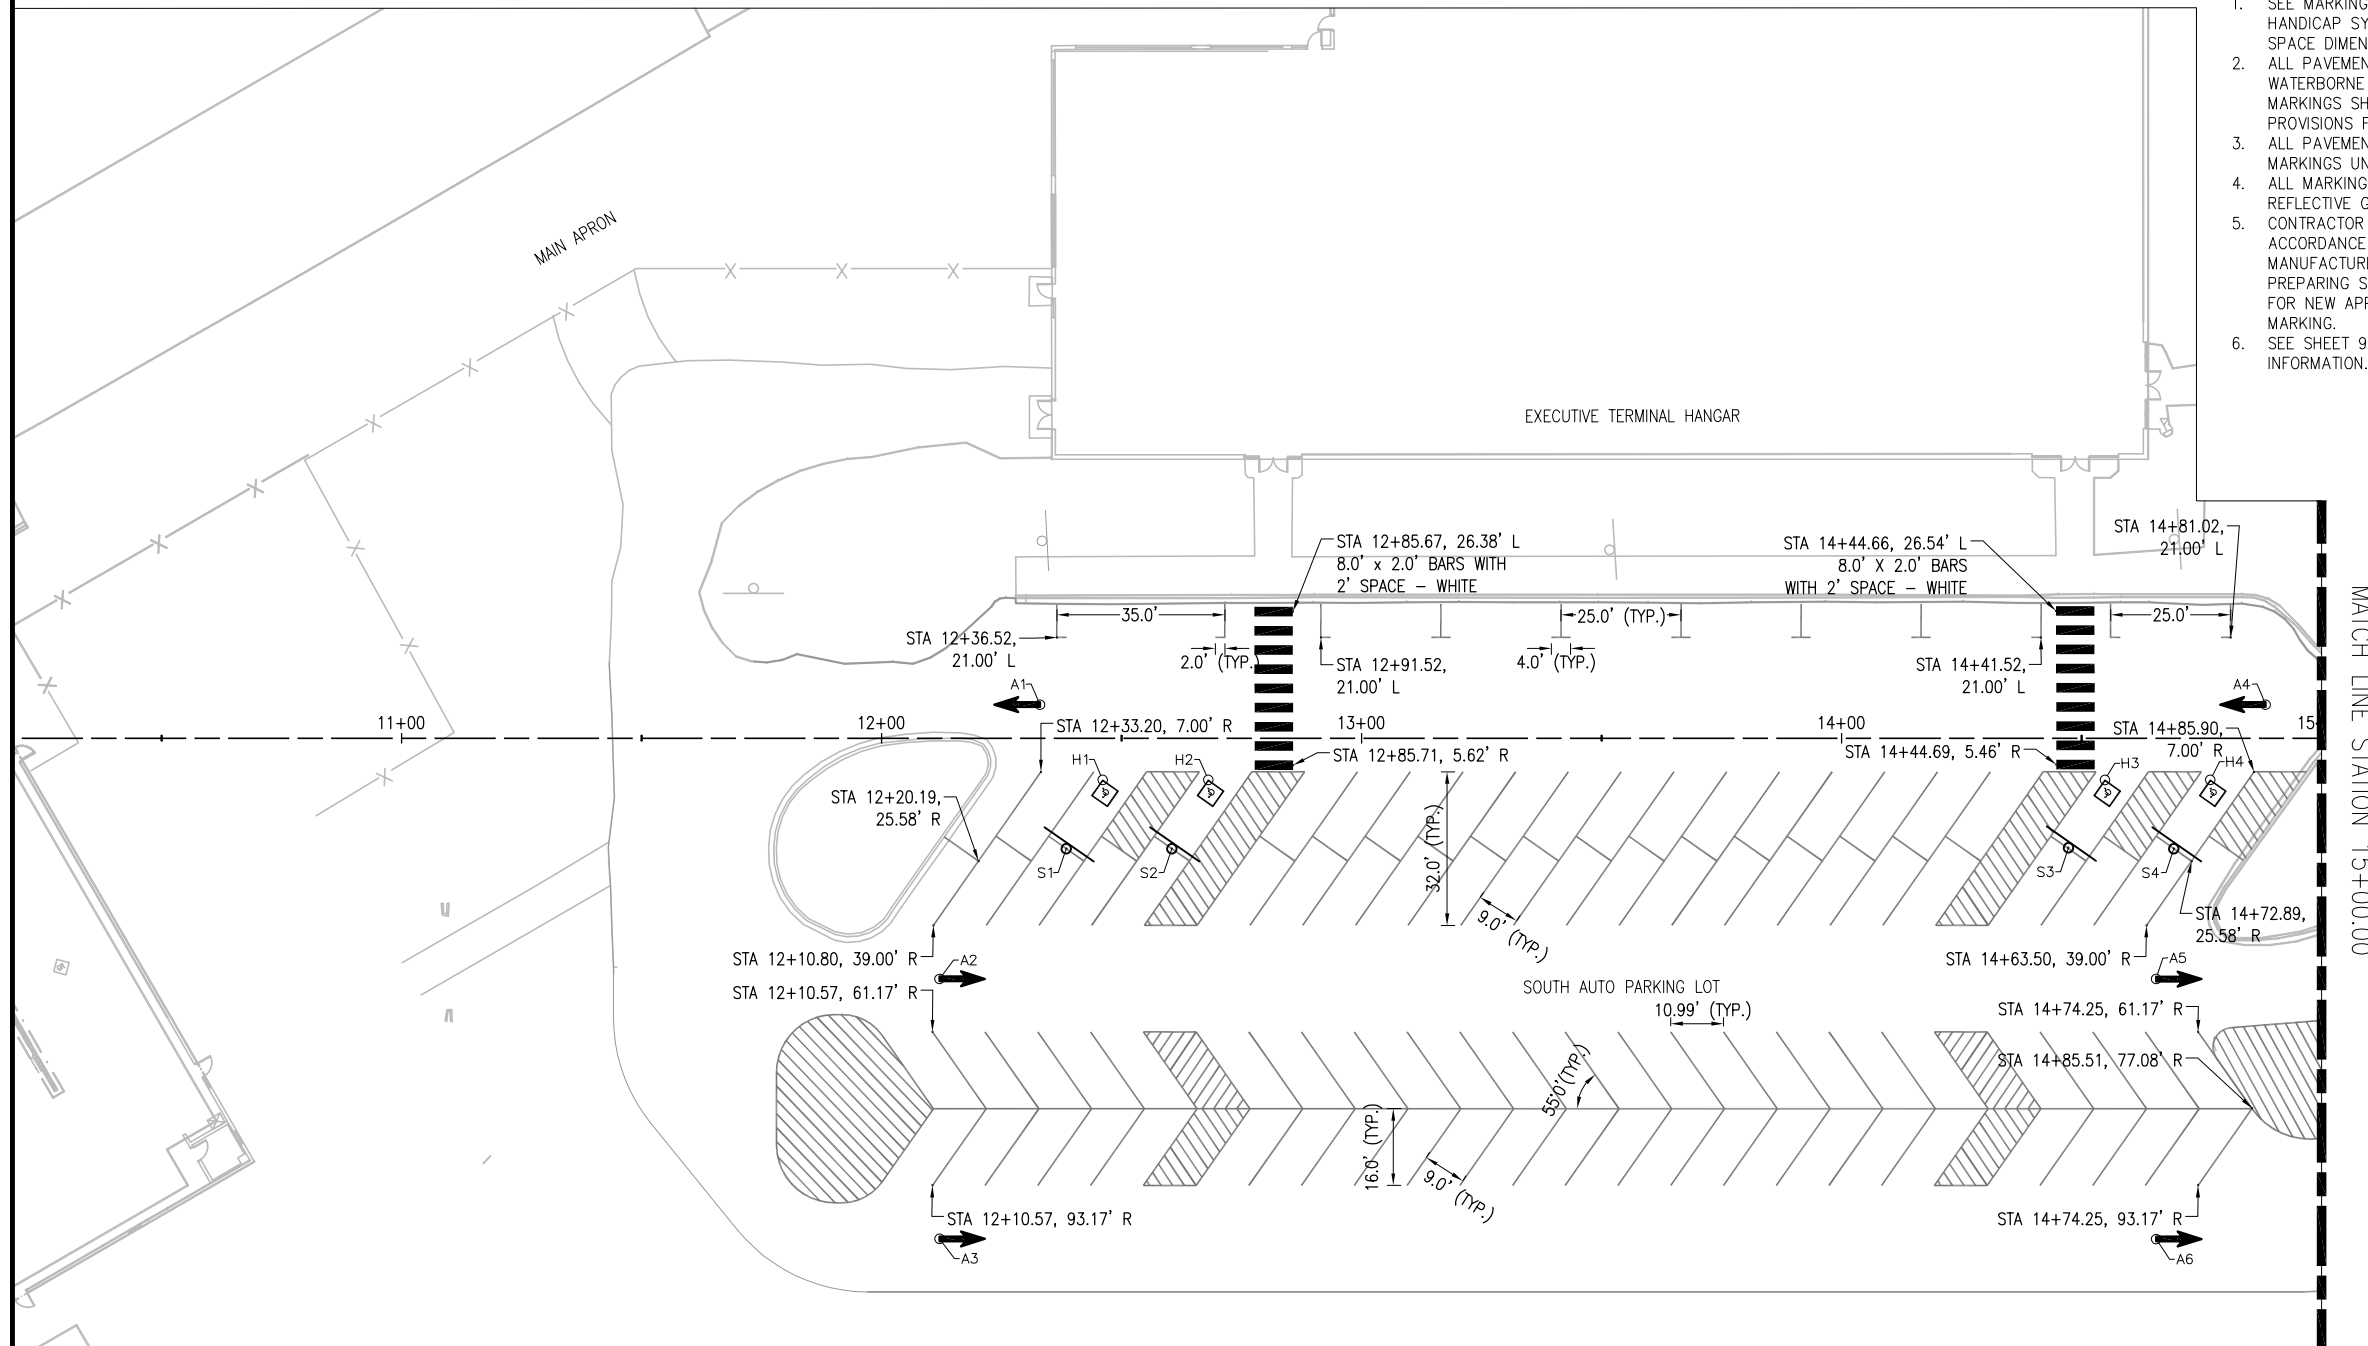 1. SEE MARKING
HANDICAP SY
SPACE DIMEN
2. ALL PAVEMEN
WATERBORNE
MARKINGS SH
PROVISIONS F
3. ALL PAVEMEN
MARKINGS UN
4. ALL MARKING
REFLECTIVE G
5. CONTRACTOR
ACCORDANCE
MANUFACTUR
PREPARING S
FOR NEW APP
MARKING.
6. SEE SHEET 9
INFORMATION.
MAIN APRON
EXECUTIVE TERMINAL HANGAR
STA 12+85.67, 26.38' L
8.0' x 2.0' BARS WITH
2' SPACE – WHITE
STA 14+44.66, 26.54' L
8.0' X 2.0' BARS
WITH 2' SPACE – WHITE
STA 14+81.02,
21.00' L
35.0'
25.0' (TYP.)
25.0'
STA 12+36.52,
21.00' L
2.0' (TYP.)
STA 12+91.52,
21.00' L
4.0' (TYP.)
STA 14+41.52,
21.00' L
A1
A4
11+00
12+00
13+00
14+00
15+
STA 12+33.20, 7.00' R
STA 14+85.90,
7.00' R
STA 12+85.71, 5.62' R
STA 14+44.69, 5.46' R
H1
H2
H3
H4
STA 12+20.19,
25.58' R
32.0' (TYP.)
S1
S2
S3
S4
9.0' (TYP.)
STA 14+72.89,
25.58' R
STA 12+10.80, 39.00' R
A2
STA 14+63.50, 39.00' R
A5
STA 12+10.57, 61.17' R
SOUTH AUTO PARKING LOT
10.99' (TYP.)
STA 14+74.25, 61.17' R
STA 14+85.51, 77.08' R
55.0'(TYP.)
16.0' (TYP.)
9.0' (TYP.)
STA 12+10.57, 93.17' R
STA 14+74.25, 93.17' R
A3
A6
MATCH LINE STATION 15+00.00